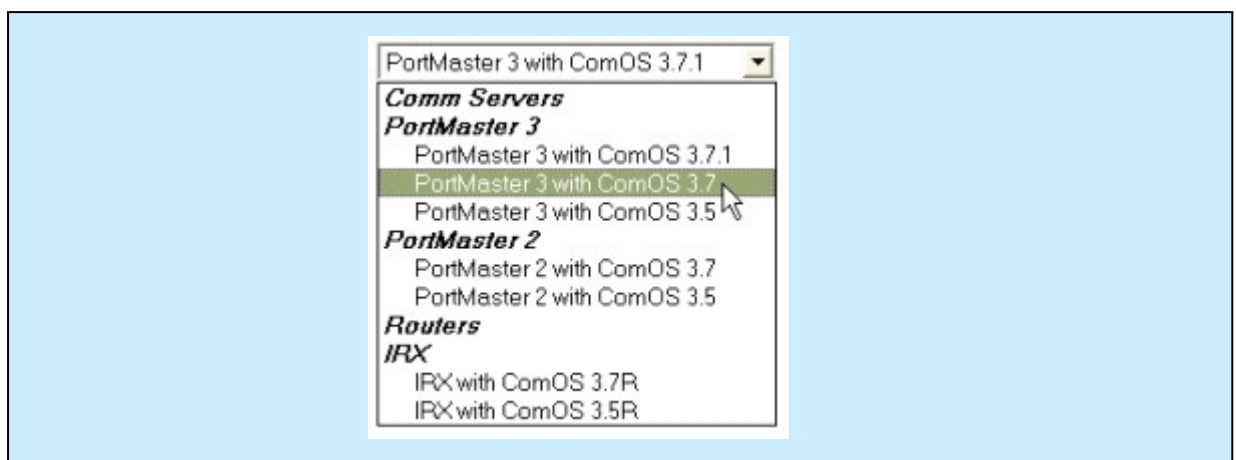 PortMaster 3 with ComOS 3.7.1
Comm Servers
PortMaster 3
PortMaster 3 with ComOS 3.7.1
PortMaster 3 with ComOS 3.7
PortMaster 3 with ComOS 3.5
PortMaster 2
PortMaster 2 with ComOS 3.7
PortMaster 2 with ComOS 3.5
Routers
IRX
IRX with ComOS 3.7R
IRX with ComOS 3.5R